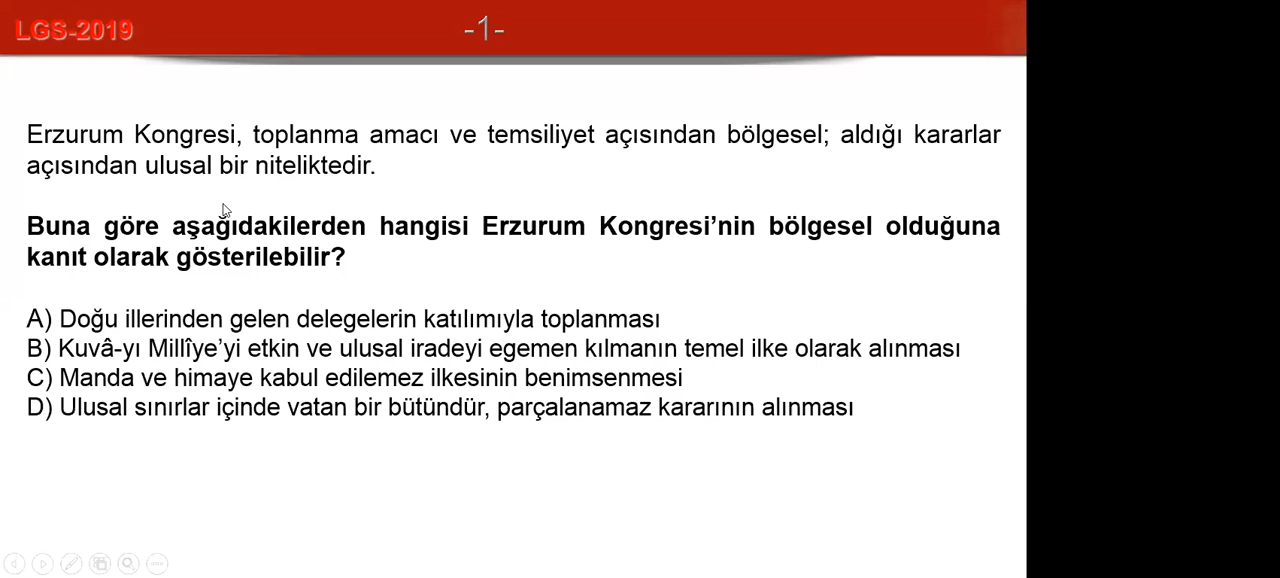 LGS-2019
-1-
Erzurum Kongresi, toplanma amacı ve temsiliyet açısından bölgesel; aldığı kararlar
açısından ulusal bir niteliktedir.
Buna göre aşağıdakilerden hangisi Erzurum Kongresi’nin bölgesel olduğuna
kanıt olarak gösterilebilir?
A) Doğu illerinden gelen delegelerin katılımıyla toplanması
B) Kuvâ-yı Millîye’yi etkin ve ulusal iradeyi egemen kılmanın temel ilke olarak alınması
C) Manda ve himaye kabul edilemez ilkesinin benimsenmesi
D) Ulusal sınırlar içinde vatan bir bütündür, parçalanamaz kararının alınması